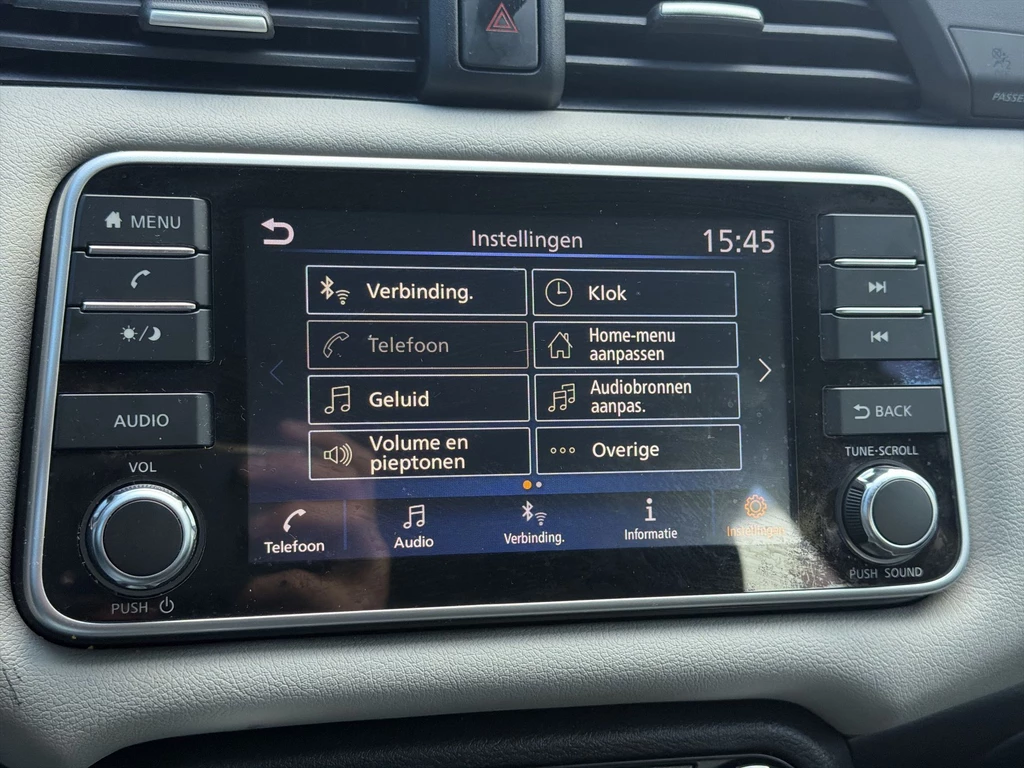 PASSE
MENU
Instellingen 15:45
Verbinding.
Klok
Telefoon
Home-menu
aanpassen
Geluid
Audiobronnen
aanpas.
Volume en
pieptonen
Overige
Telefoon
Audio
Verbinding.
Informatie
Instellingen
AUDIO
VOL
PUSH
BACK
TUNE·SCROLL
PUSH SOUND